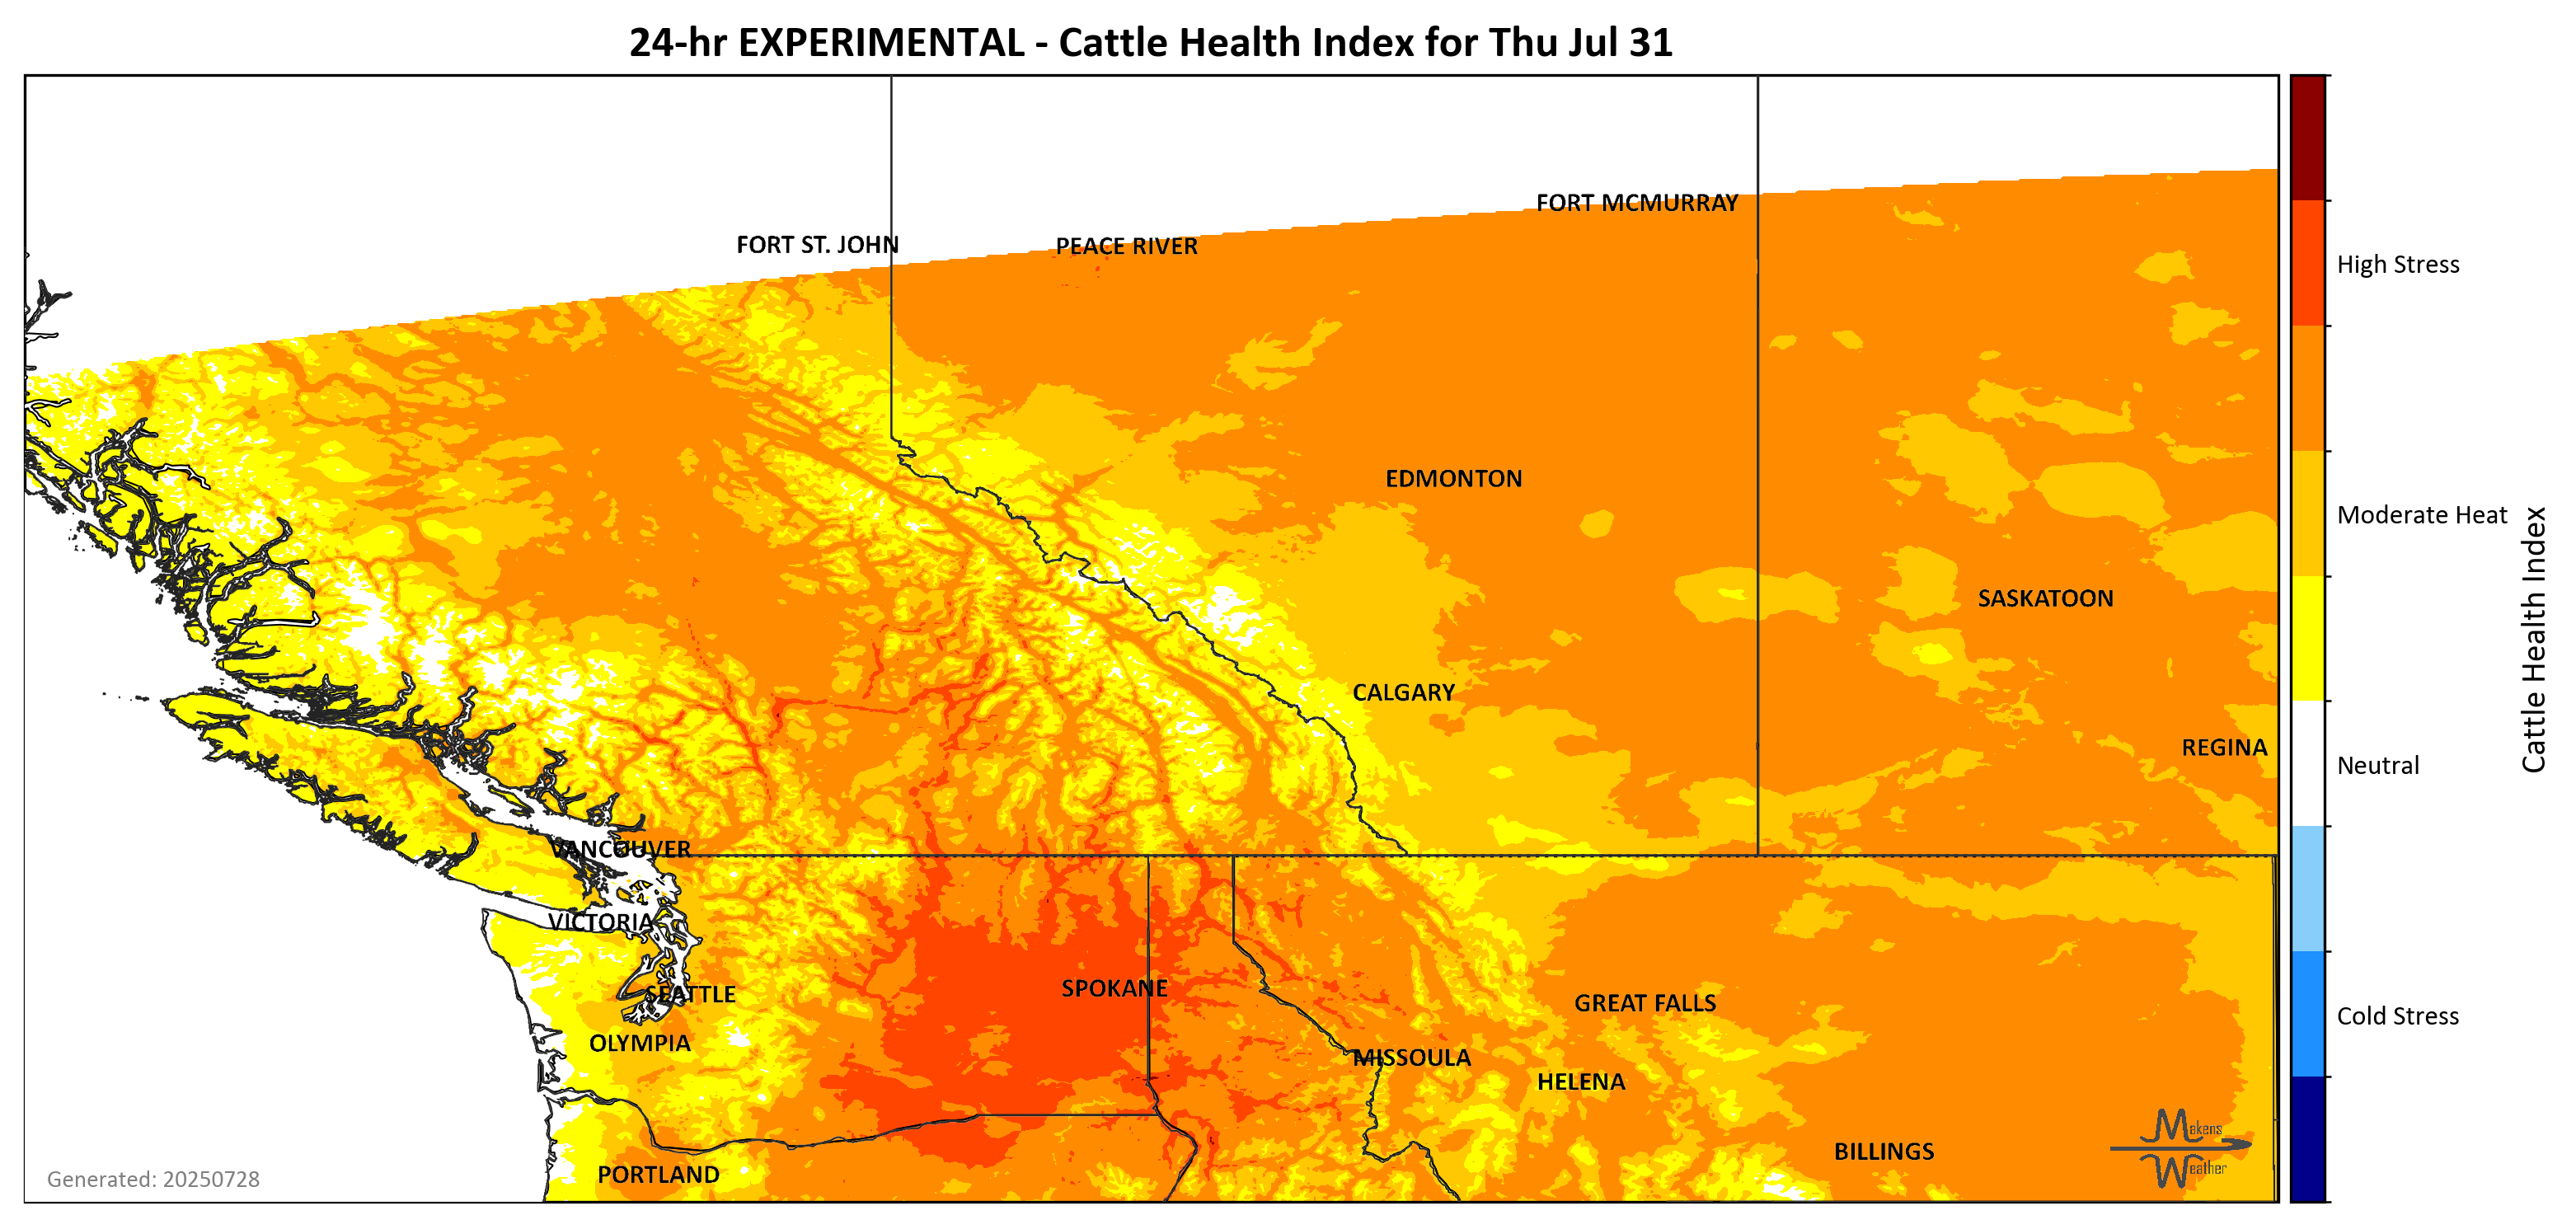 24-hr EXPERIMENTAL - Cattle Health Index for Thu Jul 31
FORT MCMURRAY
FORT ST. JOHN
PEACE RIVER
High Stress
EDMONTON
Moderate Heat
SASKATOON
CALGARY
REGINA
Neutral
Cattle Health Index
VANCOUVER
VICTORIA
SPOKANE
SEATTLE
GREAT FALLS
Cold Stress
OLYMPIA
MISSOULA
HELENA
Makens
Weather
BILLINGS
PORTLAND
Generated: 20250728